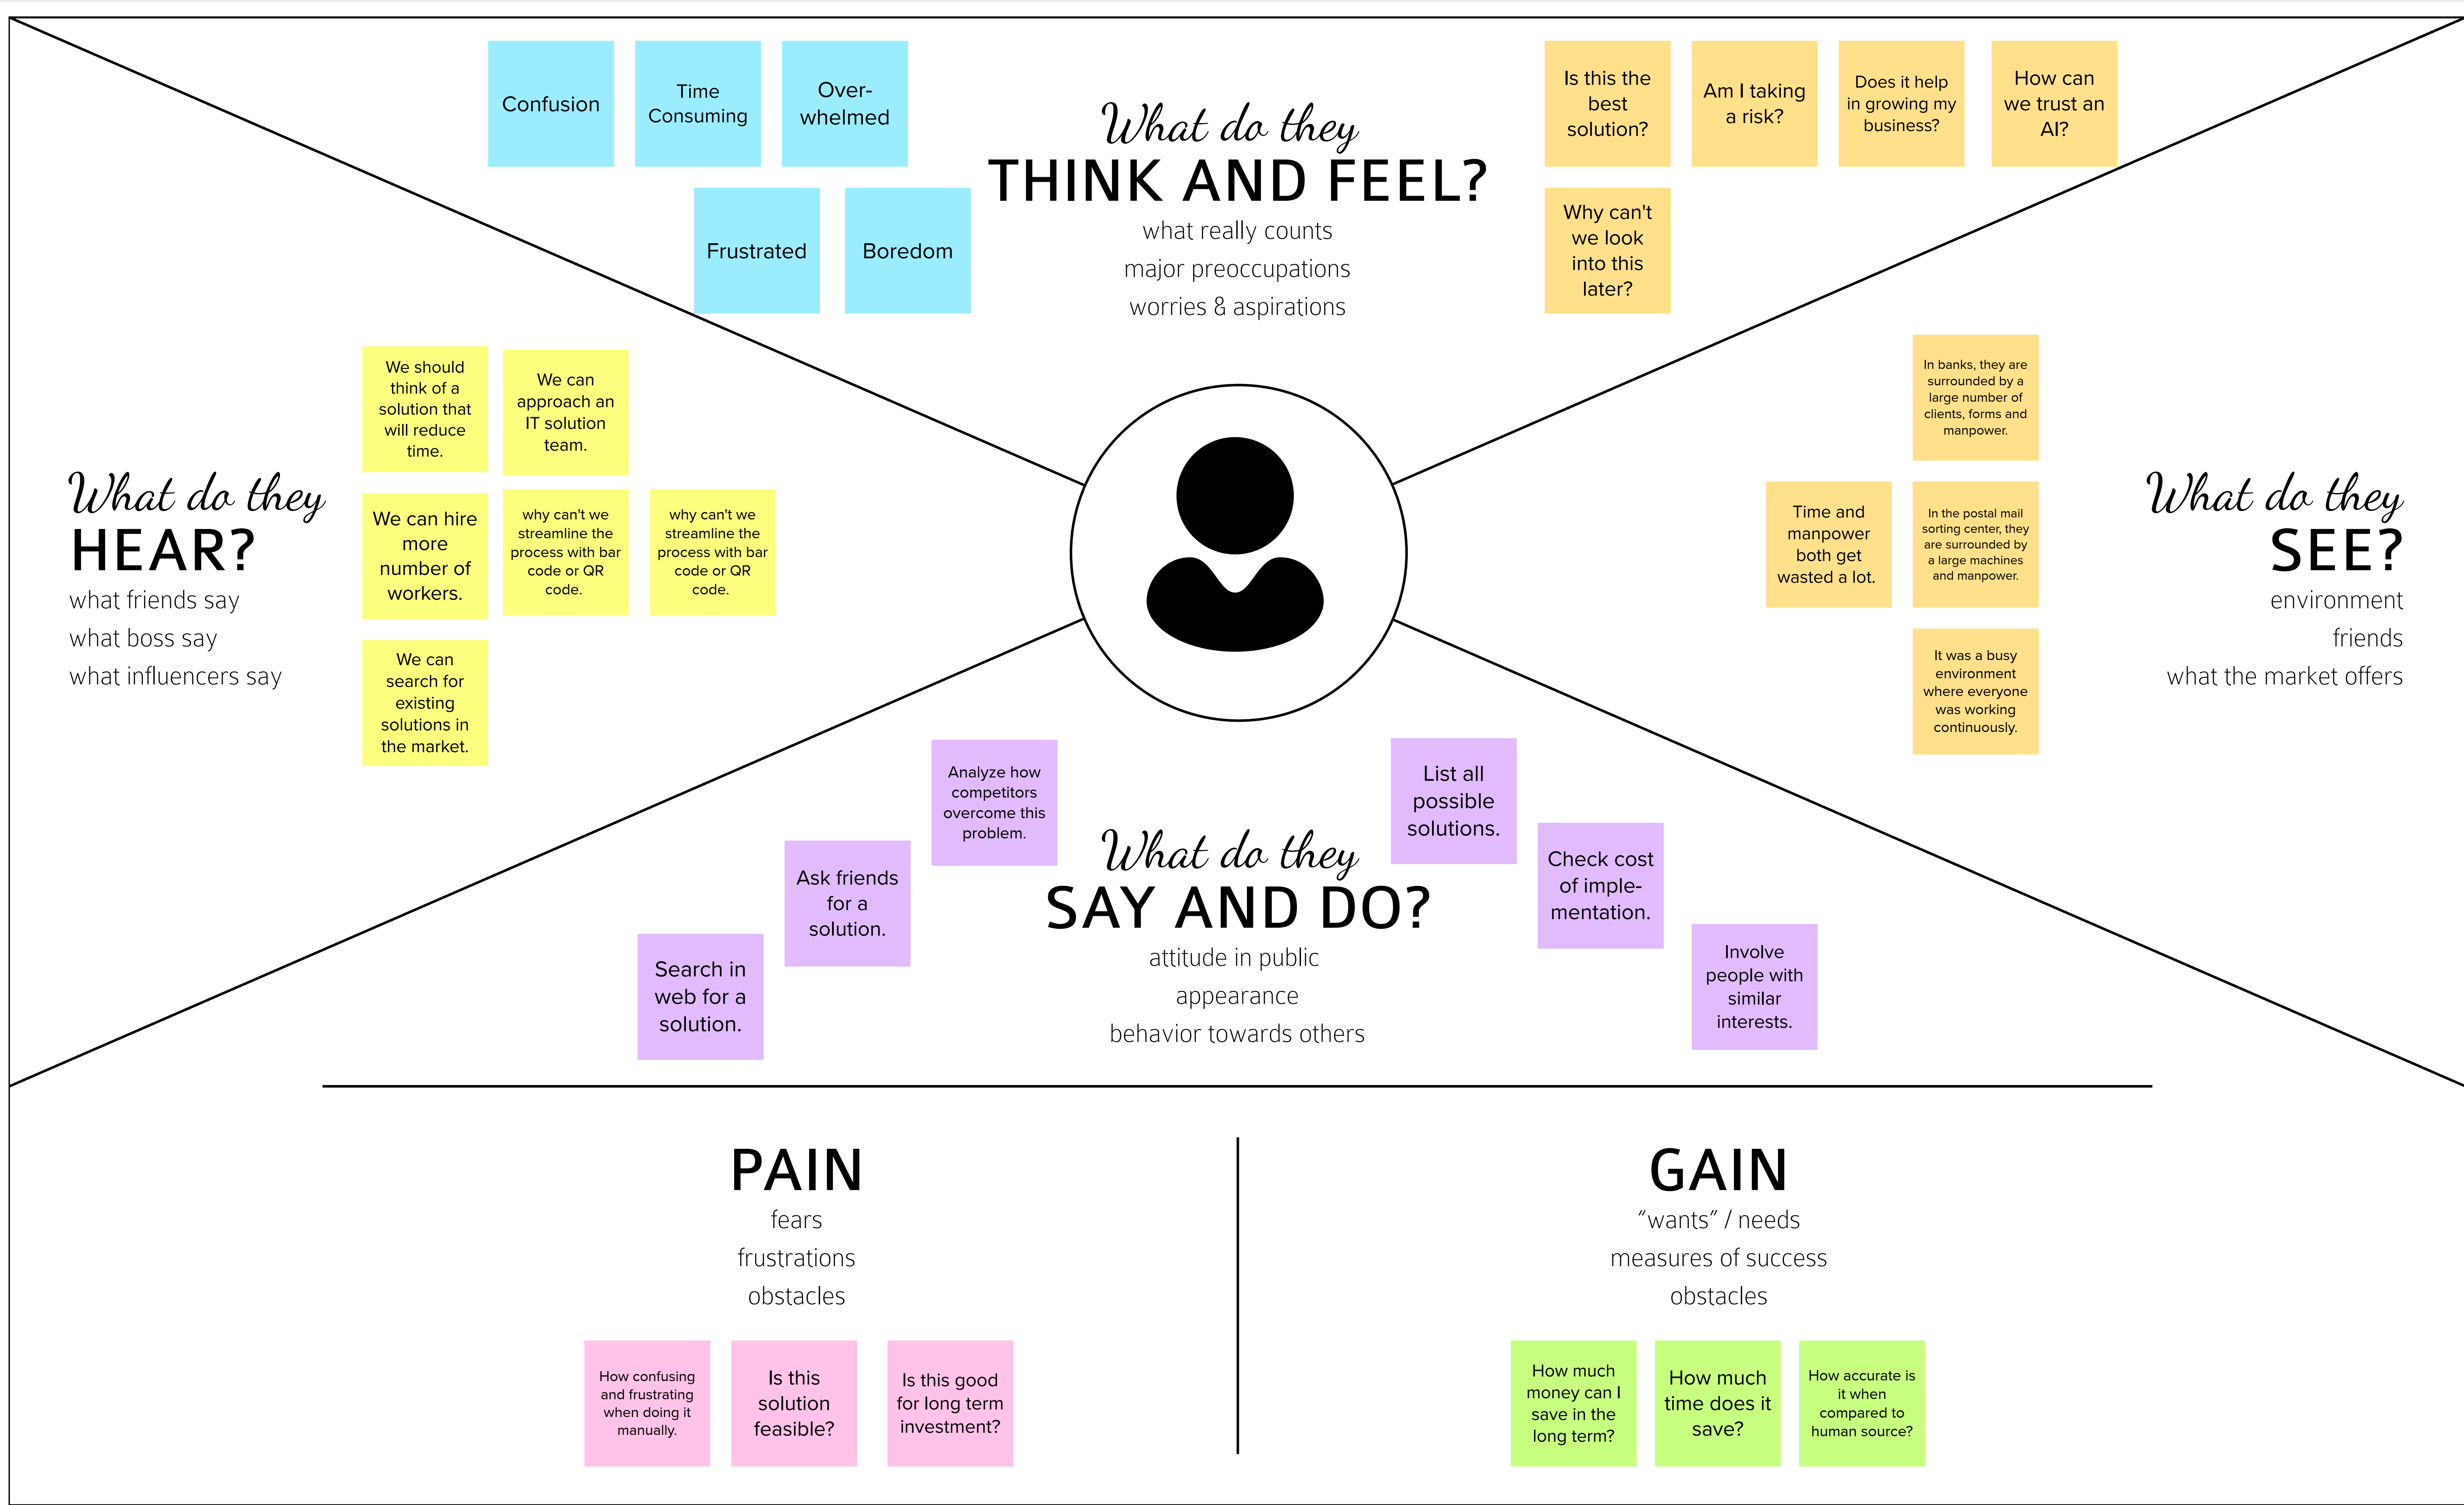 Confusion
Time
Consuming
Over-
whelmed
Frustrated
Boredom
What do they
THINK AND FEEL?
what really counts
major preoccupations
worries & aspirations
Is this the
best
solution?
Am I taking
a risk?
Does it help
in growing my
business?
How can
we trust an
AI?
Why can't
we look
into this
later?
What do they
HEAR?
what friends say
what boss say
what influencers say
We should
think of a
solution that
will reduce
time.
We can
approach an
IT solution
team.
We can hire
more
number of
workers.
why can't we
streamline the
process with bar
code or QR
code.
why can't we
streamline the
process with bar
code or QR
code.
We can
search for
existing
solutions in
the market.
In banks, they are
surrounded by a
large number of
clients, forms and
manpower.
Time and
manpower
both get
wasted a lot.
In the postal mail
sorting center, they
are surrounded by
a large machines
and manpower.
It was a busy
environment
where everyone
was working
continuously.
What do they
SEE?
environment
friends
what the market offers
Search in
web for a
solution.
Ask friends
for a
solution.
Analyze how
competitors
overcome this
problem.
What do they
SAY AND DO?
attitude in public
appearance
behavior towards others
List all
possible
solutions.
Check cost
of imple-
mentation.
Involve
people with
similar
interests.
PAIN
fears
frustrations
obstacles
How confusing
and frustrating
when doing it
manually.
Is this
solution
feasible?
Is this good
for long term
investment?
GAIN
“wants” / needs
measures of success
obstacles
How much
money can I
save in the
long term?
How much
time does it
save?
How accurate is
it when
compared to
human source?